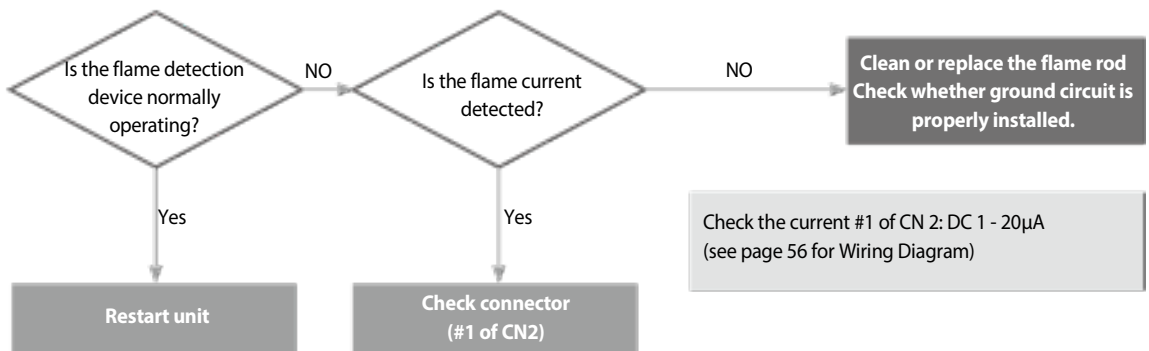 Is the flame detection
device normally
operating?
NO
Is the flame current
detected?
NO
Clean or replace the flame rod
Check whether ground circuit is
properly installed.
Yes
Yes
Check the current #1 of CN 2: DC 1 - 20µA
(see page 56 for Wiring Diagram)
Restart unit
Check connector
(#1 of CN2)